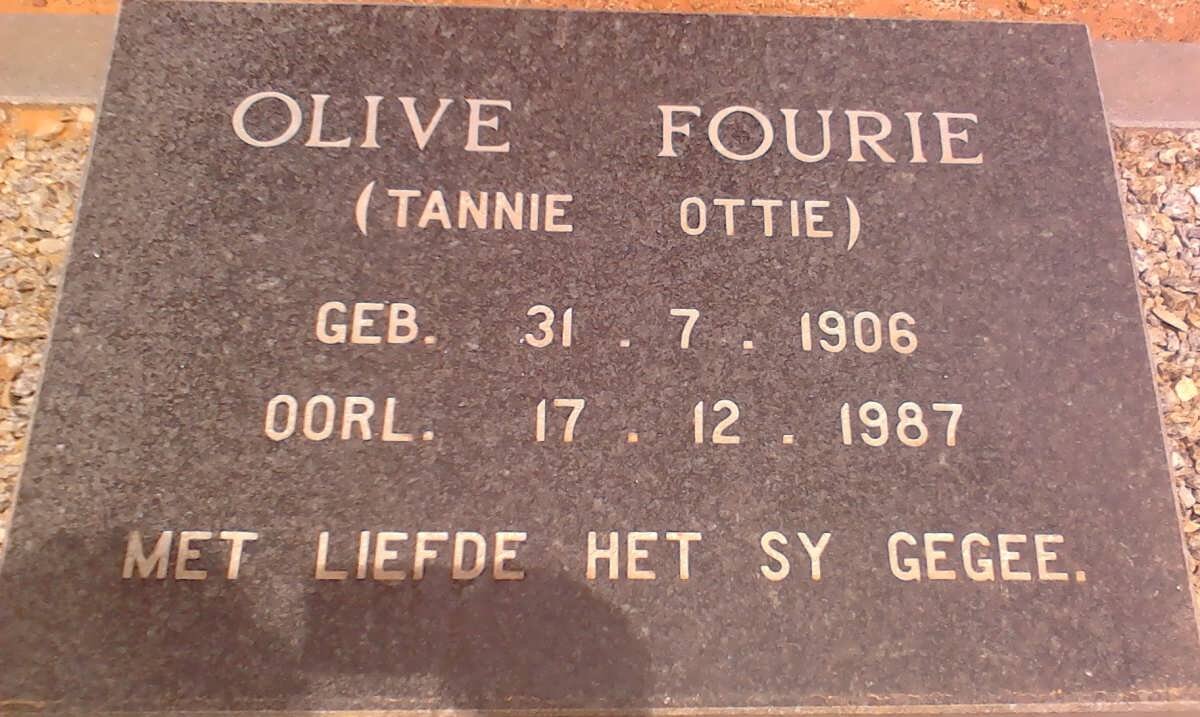 OLIVE FOURIE
(TANNIE OTTIE)
GEB. 31 . 7 . 1906
OORL. 17 . 12 . 1987
MET LIEFDE HET SY GEGEE.